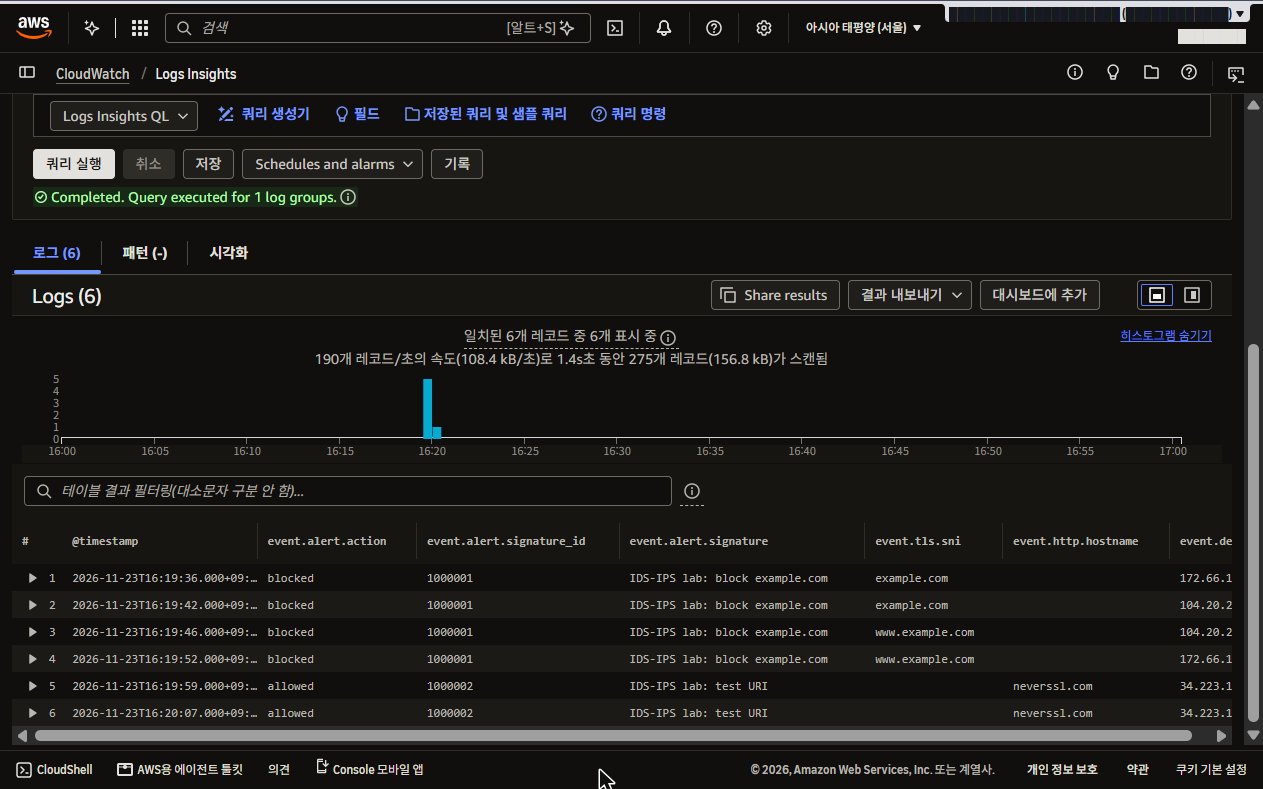 aws
검색 [알트+S]
아시아 태평양 (서울)
CloudWatch / Logs Insights
Logs Insights QL 쿼리 생성기 필드 저장된 쿼리 및 샘플 쿼리 쿼리 명령
쿼리 실행 취소 저장 Schedules and alarms 기록
Completed. Query executed for 1 log groups.
로그 (6) 패턴 (-) 시각화
Logs (6) Share results 결과 내보내기 대시보드에 추가
일치된 6개 레코드 중 6개 표시 중 히스토그램 숨기기
190개 레코드/초의 속도(108.4 kB/초)로 1.4s초 동안 275개 레코드(156.8 kB)가 스캔됨
5
4
3
2
1
0
16:00 16:05 16:10 16:15 16:20 16:25 16:30 16:35 16:40 16:45 16:50 16:55 17:00
테이블 결과 필터링(대소문자 구분 안 함)...
# @timestamp event.alert.action event.alert.signature_id event.alert.signature event.tls.sni event.http.hostname event.de
1 2026-11-23T16:19:36.000+09:… blocked 1000001 IDS-IPS lab: block example.com example.com 172.66.1
2 2026-11-23T16:19:42.000+09:… blocked 1000001 IDS-IPS lab: block example.com example.com 104.20.2
3 2026-11-23T16:19:46.000+09:… blocked 1000001 IDS-IPS lab: block example.com www.example.com 104.20.2
4 2026-11-23T16:19:52.000+09:… blocked 1000001 IDS-IPS lab: block example.com www.example.com 172.66.1
5 2026-11-23T16:19:59.000+09:… allowed 1000002 IDS-IPS lab: test URI neverssl.com 34.223.1
6 2026-11-23T16:20:07.000+09:… allowed 1000002 IDS-IPS lab: test URI neverssl.com 34.223.1
CloudShell AWS용 에이전트 툴킷 의견 Console 모바일 앱 © 2026, Amazon Web Services, Inc. 또는 계열사. 개인 정보 보호 약관 쿠키 기본 설정